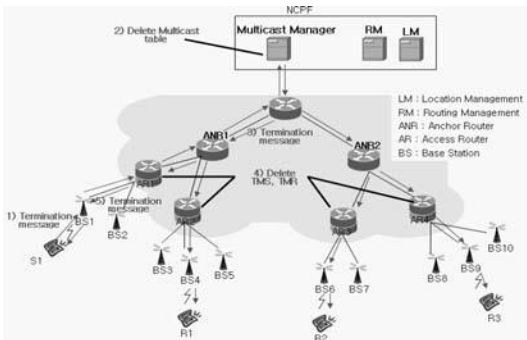 NCPF
2) Delete Multicast
table
Multicast Manager
RM
LM
LM : Location Management
RM : Routing Management
ANR : Anchor Router
AR : Access Router
BS : Base Station
ANR1
3) Termination
message
ANR2
AR1
4) Delete
TMS, TMR
1) Termination
message
5) Termination
message
BS1
BS2
S1
AR2
AR3
AR4
BS3
BS4
BS5
BS6
BS7
BS8
BS9
BS10
R1
R2
R3